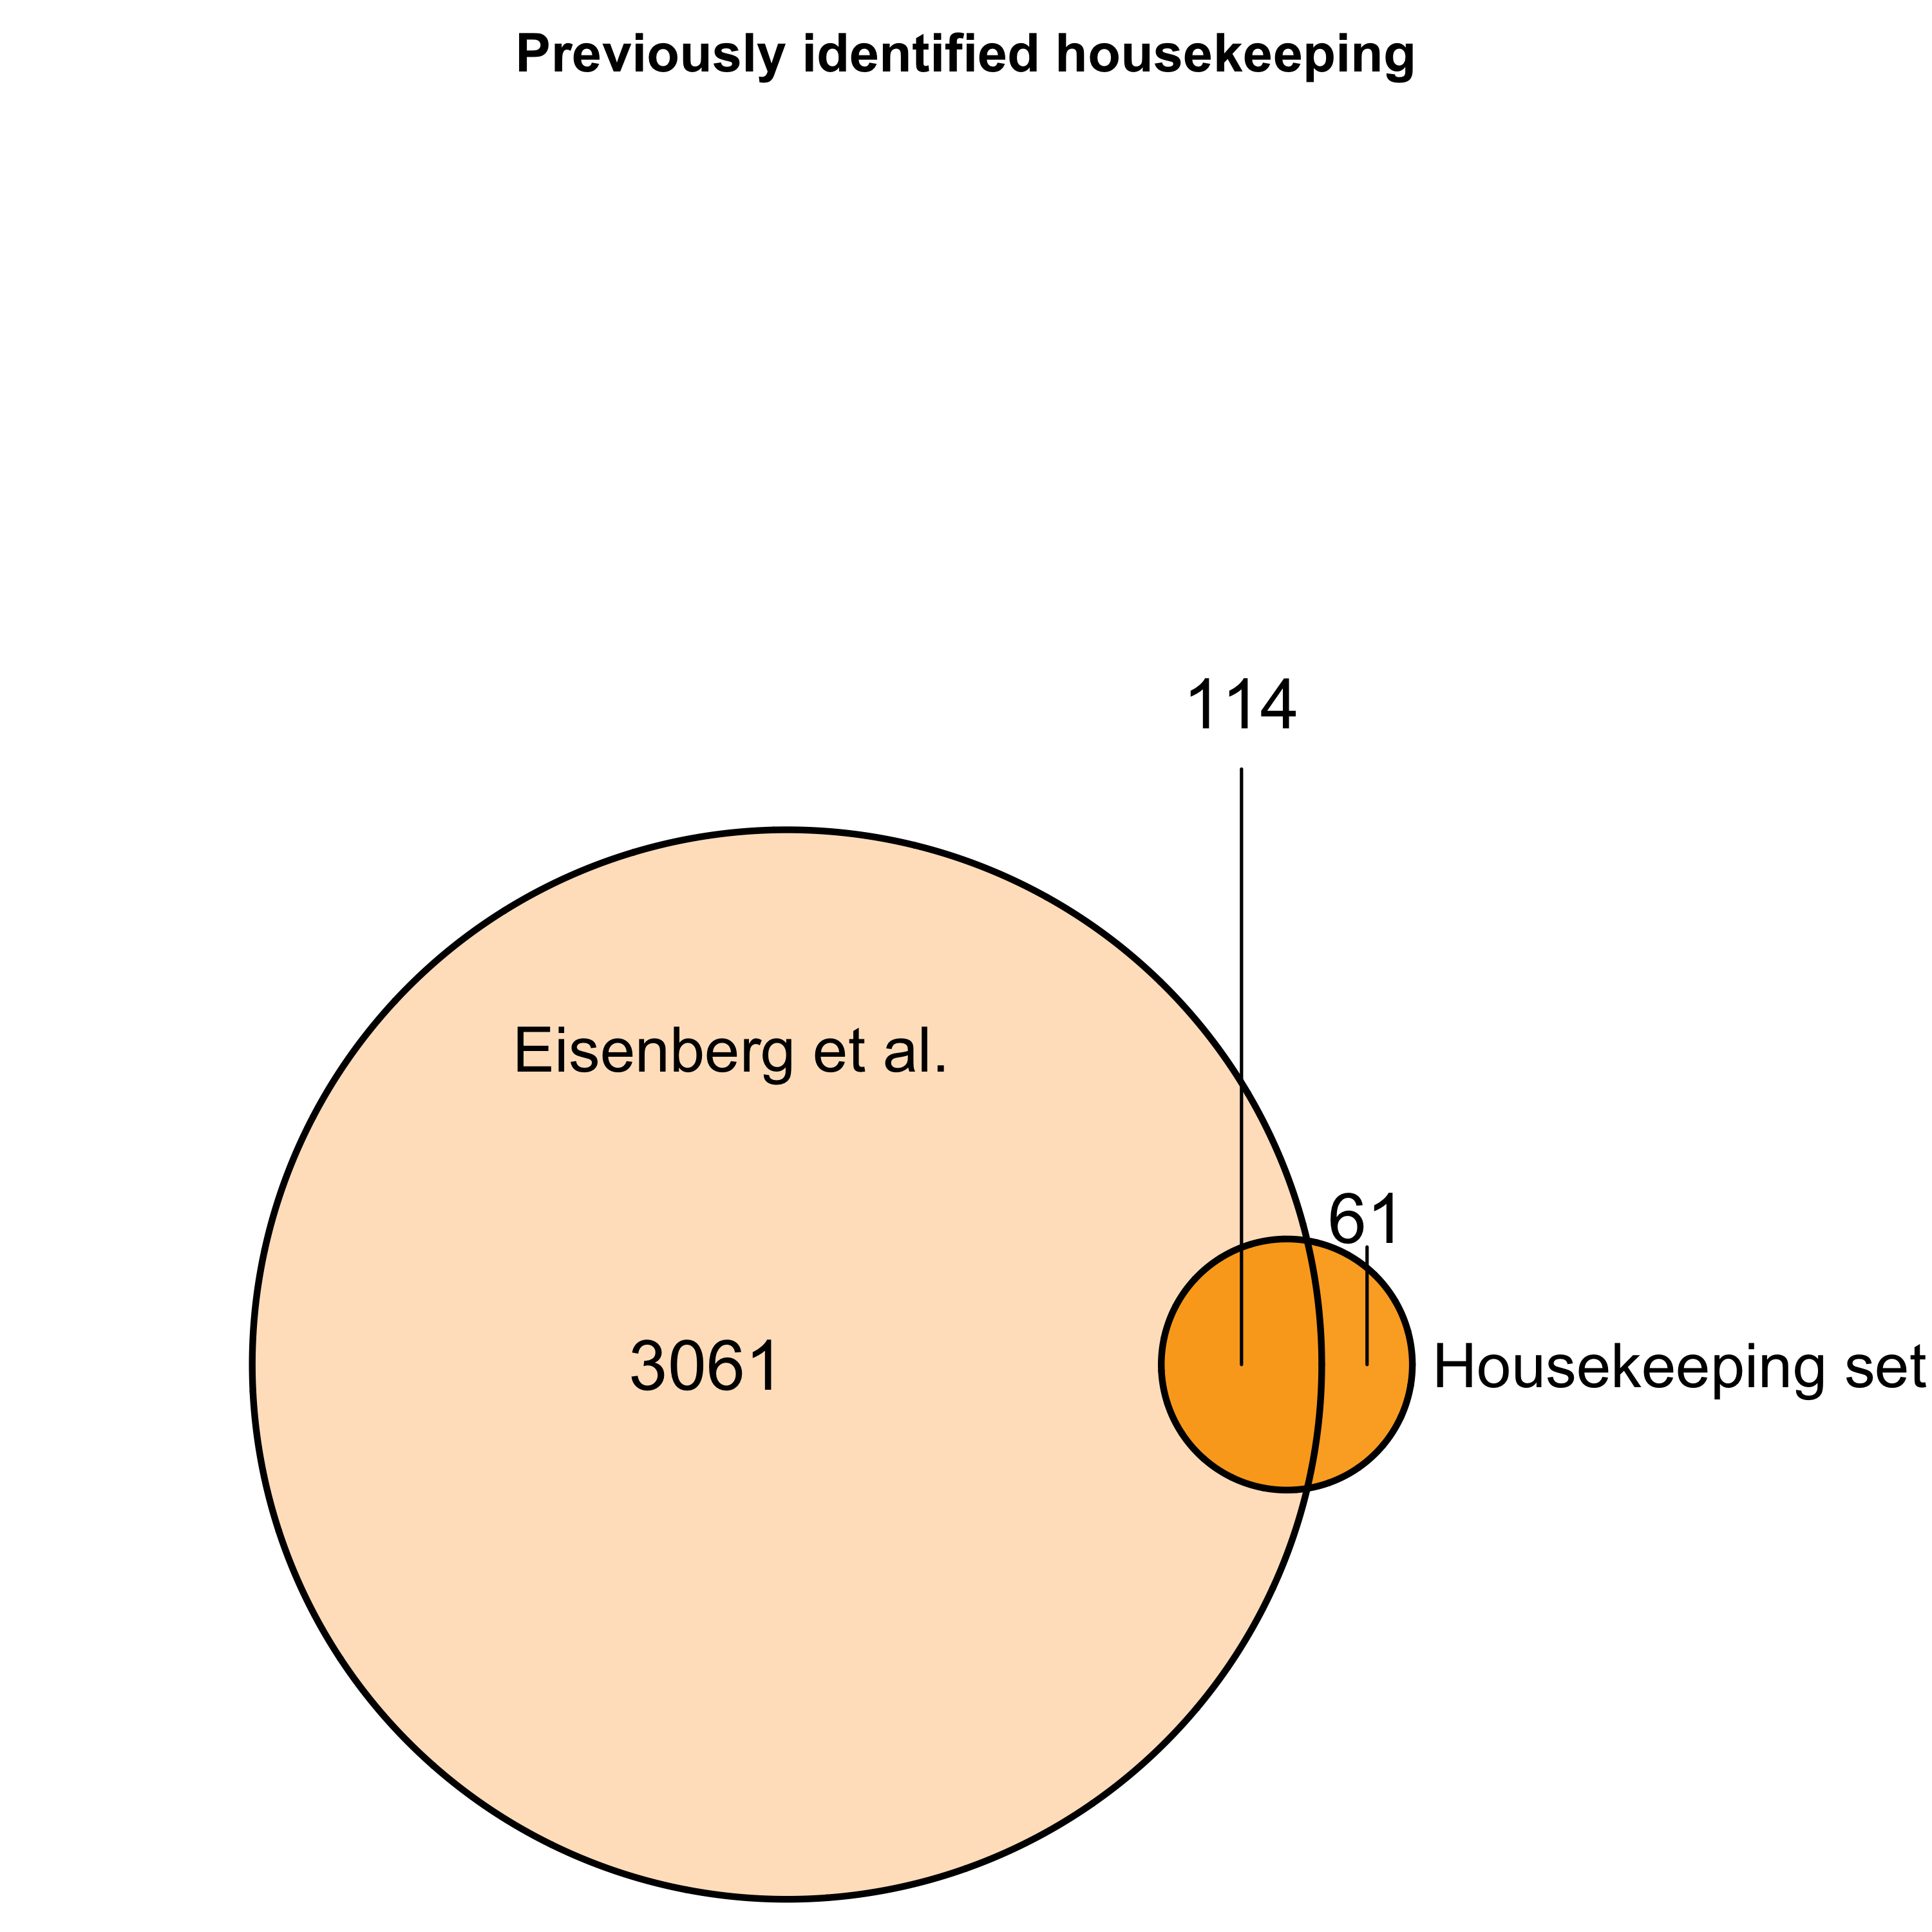 Previously identified housekeeping
114
Eisenberg et al.
61
3061
Housekeeping set